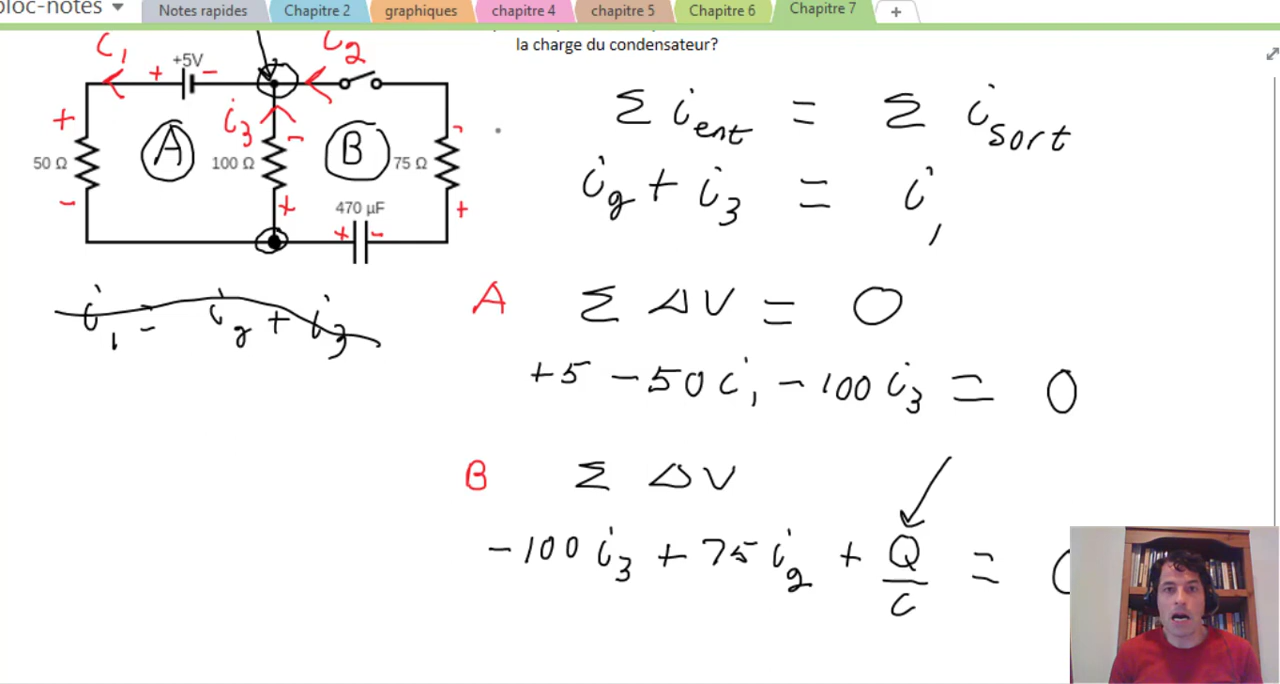 bloc-notes
Notes rapides
Chapitre 2
graphiques
chapitre 4
chapitre 5
Chapitre 6
Chapitre 7
+
la charge du condensateur?
i1
+5V
+ -
i2
i3
+ - - -
50 Ω
A
100 Ω
B
75 Ω
- + +
470 μF
+ -
i1 = i2 + i3
Σ ient = Σ isort
i2 + i3 = i1
A Σ ΔV = 0
+5 - 50 i1 - 100 i3 = 0
B Σ ΔV
-100 i3 + 75 i2 + Q/C = 0